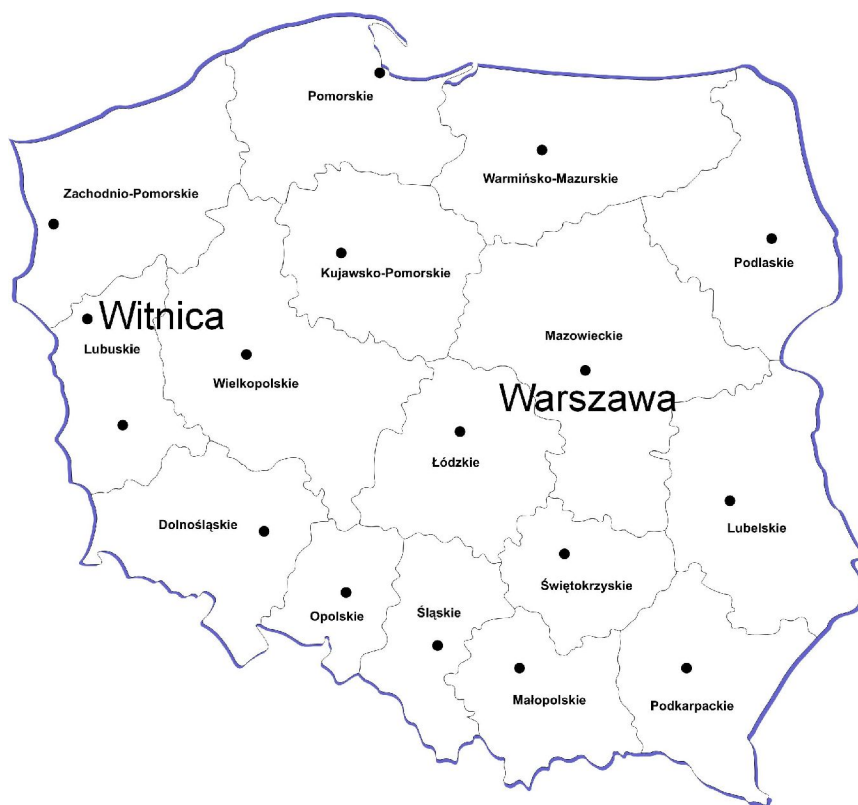 Pomorskie
Warmińsko-Mazurskie
Zachodnio-Pomorskie
Podlaskie
Kujawsko-Pomorskie
Witnica
Mazowieckie
Lubuskie
Wielkopolskie
Warszawa
Łódzkie
Dolnośląskie
Lubelskie
Świętokrzyskie
Opolskie
Śląskie
Małopolskie
Podkarpackie